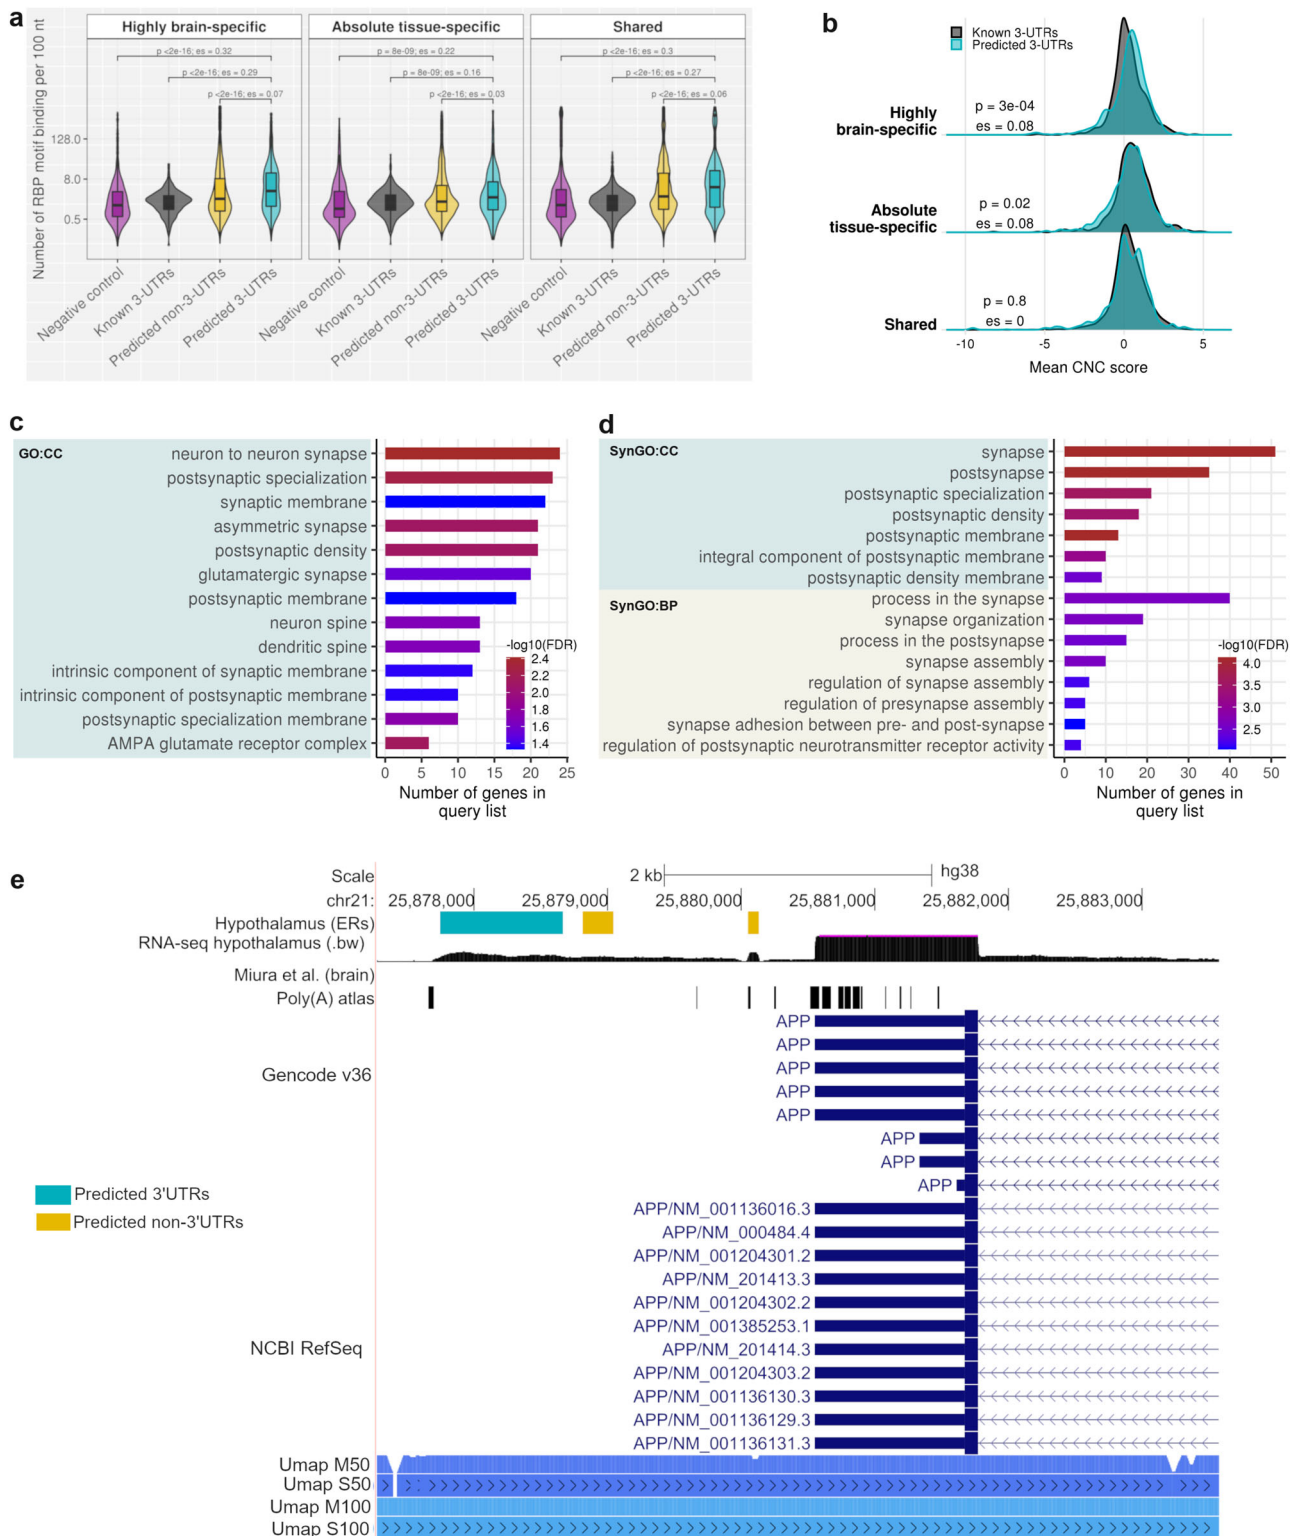 a
Highly brain-specific
Absolute tissue-specific
Shared
Number of RBP motif binding per 100 nt
128.0
8.0
0.5
p <2e-16; es = 0.32
p <2e-16; es = 0.29
p <2e-16; es = 0.07
p = 8e-09; es = 0.22
p = 8e-09; es = 0.16
p <2e-16; es = 0.03
p <2e-16; es = 0.3
p <2e-16; es = 0.27
p <2e-16; es = 0.06
Negative control
Known 3-UTRs
Predicted non-3-UTRs
Predicted 3-UTRs
Negative control
Known 3-UTRs
Predicted non-3-UTRs
Predicted 3-UTRs
Negative control
Known 3-UTRs
Predicted non-3-UTRs
Predicted 3-UTRs
b
Known 3-UTRs
Predicted 3-UTRs
Highly
brain-specific
p = 3e-04
es = 0.08
Absolute
tissue-specific
p = 0.02
es = 0.08
Shared
p = 0.8
es = 0
-10 -5 0 5
Mean CNC score
c
GO:CC
neuron to neuron synapse
postsynaptic specialization
synaptic membrane
asymmetric synapse
postsynaptic density
glutamatergic synapse
postsynaptic membrane
neuron spine
dendritic spine
intrinsic component of synaptic membrane
intrinsic component of postsynaptic membrane
postsynaptic specialization membrane
AMPA glutamate receptor complex
-log10(FDR)
2.4
2.2
2.0
1.8
1.6
1.4
0 5 10 15 20 25
Number of genes in
query list
d
SynGO:CC
synapse
postsynapse
postsynaptic specialization
postsynaptic density
postsynaptic membrane
integral component of postsynaptic membrane
postsynaptic density membrane
SynGO:BP
process in the synapse
synapse organization
process in the postsynapse
synapse assembly
regulation of synapse assembly
regulation of presynapse assembly
synapse adhesion between pre- and post-synapse
regulation of postsynaptic neurotransmitter receptor activity
-log10(FDR)
4.0
3.5
3.0
2.5
0 10 20 30 40 50
Number of genes in
query list
e
Scale 2 kb hg38
chr21: 25,878,000 25,879,000 25,880,000 25,881,000 25,882,000 25,883,000
Hypothalamus (ERs)
RNA-seq hypothalamus (.bw)
Miura et al. (brain)
Poly(A) atlas
APP
APP
APP
Gencode v36
APP
APP
APP
APP
APP
Predicted 3'UTRs
Predicted non-3'UTRs
APP/NM_001136016.3
APP/NM_000484.4
APP/NM_001204301.2
APP/NM_201413.3
APP/NM_001204302.2
APP/NM_001385253.1
NCBI RefSeq
APP/NM_201414.3
APP/NM_001204303.2
APP/NM_001136130.3
APP/NM_001136129.3
APP/NM_001136131.3
Umap M50
Umap S50
Umap M100
Umap S100